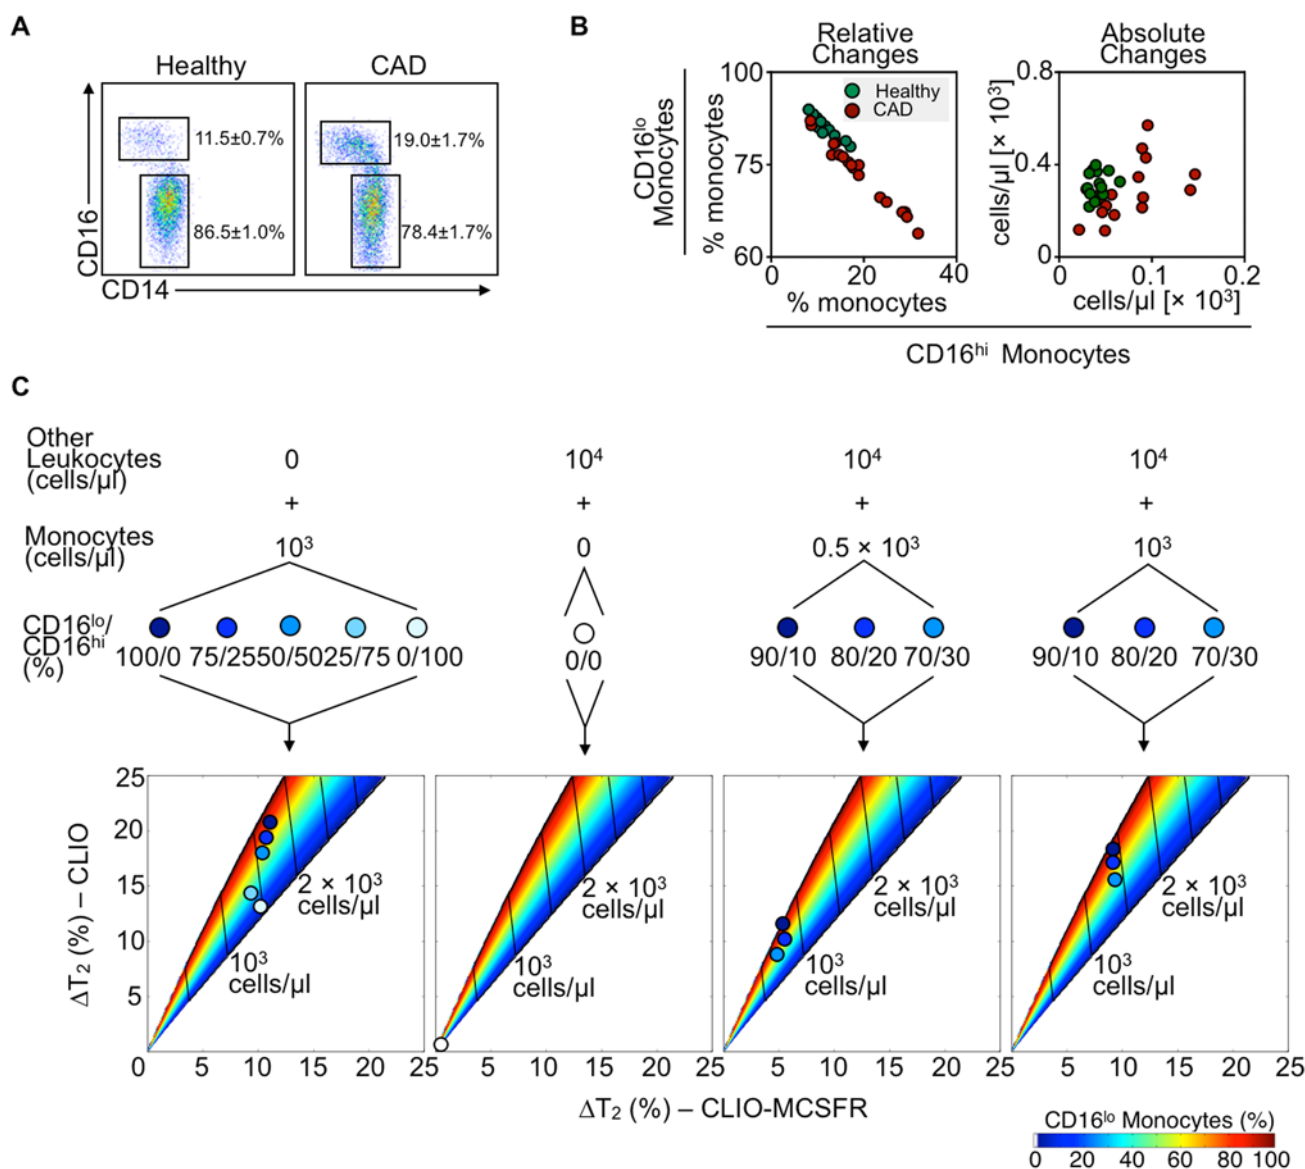 A
Healthy
CAD
11.5±0.7%
19.0±1.7%
86.5±1.0%
78.4±1.7%
CD16
CD14
B
Relative
Changes
Absolute
Changes
CD16lo
Monocytes
% monocytes
100
75
60
0
20
40
% monocytes
Healthy
CAD
cells/µl [× 10³]
0.8
0.4
0
0
0.1
0.2
cells/µl [× 10³]
CD16hi Monocytes
C
Other
Leukocytes
(cells/µl)
0
10⁴
10⁴
10⁴
+
+
+
+
Monocytes
(cells/µl)
10³
0
0.5 × 10³
10³
CD16lo/
CD16hi
(%)
100/0 75/25 50/50 25/75 0/100
0/0
90/10 80/20 70/30
90/10 80/20 70/30
ΔT₂ (%) – CLIO
25
20
15
10
5
2 × 10³
cells/µl
10³
cells/µl
2 × 10³
cells/µl
10³
cells/µl
2 × 10³
cells/µl
10³
cells/µl
2 × 10³
cells/µl
10³
cells/µl
0 5 10 15 20 25
5 10 15 20 25
5 10 15 20 25
5 10 15 20 25
ΔT₂ (%) – CLIO-MCSFR
CD16lo Monocytes (%)
0 20 40 60 80 100